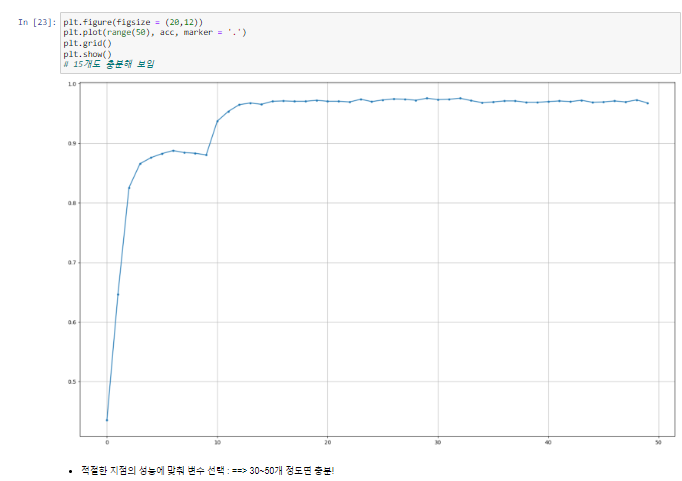 In [23]: plt.figure(figsize = (20,12))
plt.plot(range(50), acc, marker = '.')
plt.grid()
plt.show()
# 15개도 충분해 보임
1.0
0.9
0.8
0.7
0.6
0.5
0 10 20 30 40 50
• 적절한 지점의 성능에 맞춰 변수 선택 : ==> 30~50개 정도면 충분!